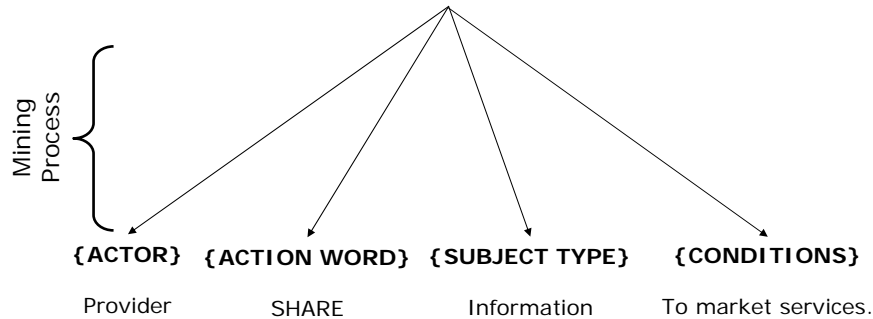 Mining
Process
{ACTOR} {ACTION WORD} {SUBJECT TYPE} {CONDITIONS}
Provider SHARE Information To market services.